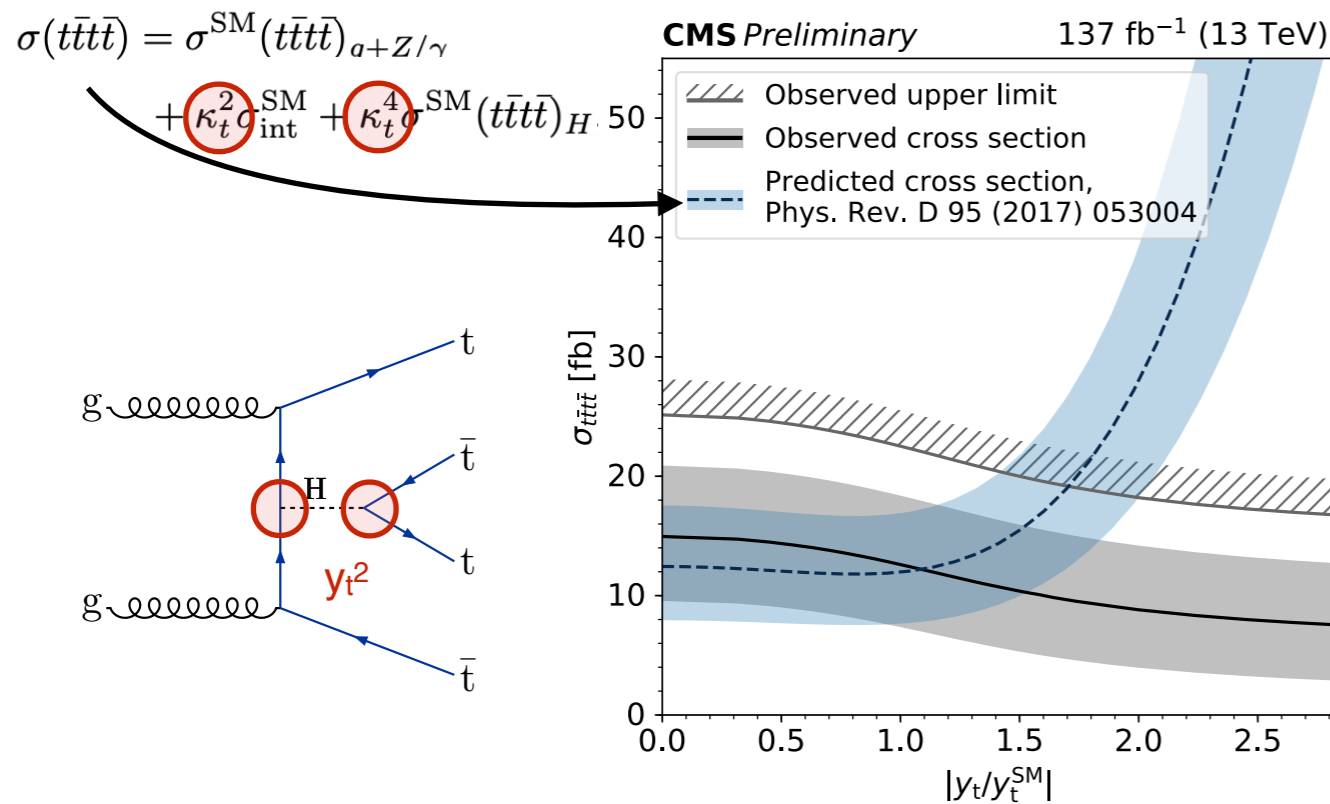 σ(tt̄tt̄) = σ^SM(tt̄tt̄)_g+Z/γ
+ κ_t^2 σ_int^SM + κ_t^4 σ^SM(tt̄tt̄)_H
CMS Preliminary 137 fb⁻¹ (13 TeV)
Observed upper limit
Observed cross section
Predicted cross section,
Phys. Rev. D 95 (2017) 053004
σ_tt̄tt̄ [fb]
50
40
30
20
10
0
0.0 0.5 1.0 1.5 2.0 2.5
|y_t/y_t^SM|
t
g
t̄
H
t
y_t²
g
t̄